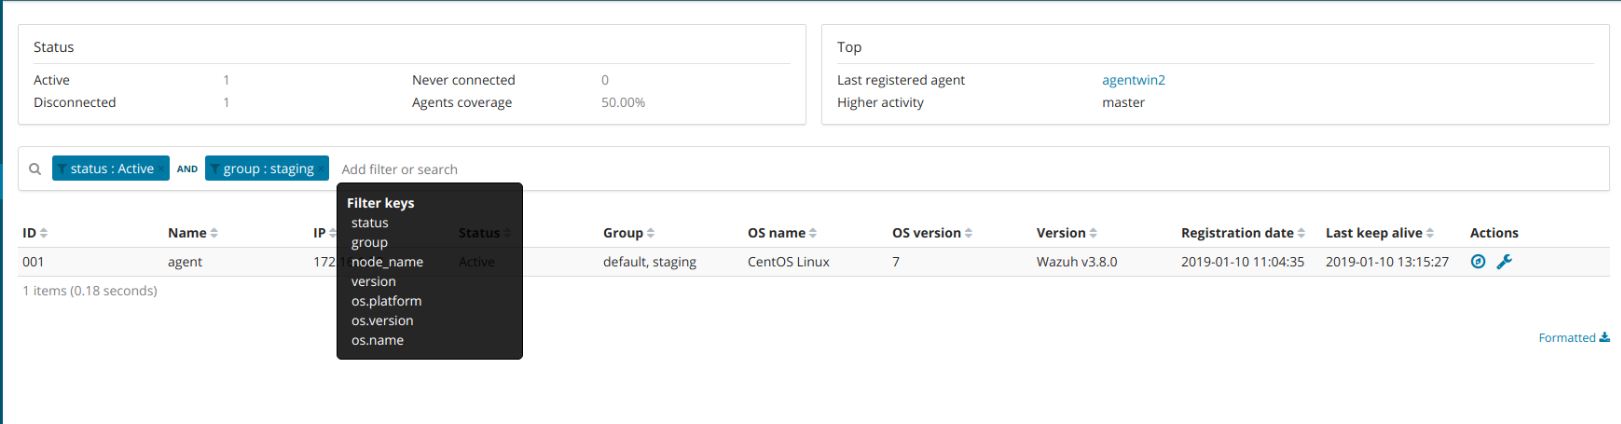 Status
Active 1 Never connected 0
Disconnected 1 Agents coverage 50.00%
Top
Last registered agent agentwin2
Higher activity master
status : Active AND group : staging Add filter or search
Filter keys
status
group
node_name
version
os.platform
os.version
os.name
ID Name IP Status Group OS name OS version Version Registration date Last keep alive Actions
001 agent 172 Active default, staging CentOS Linux 7 Wazuh v3.8.0 2019-01-10 11:04:35 2019-01-10 13:15:27
1 items (0.18 seconds)
Formatted